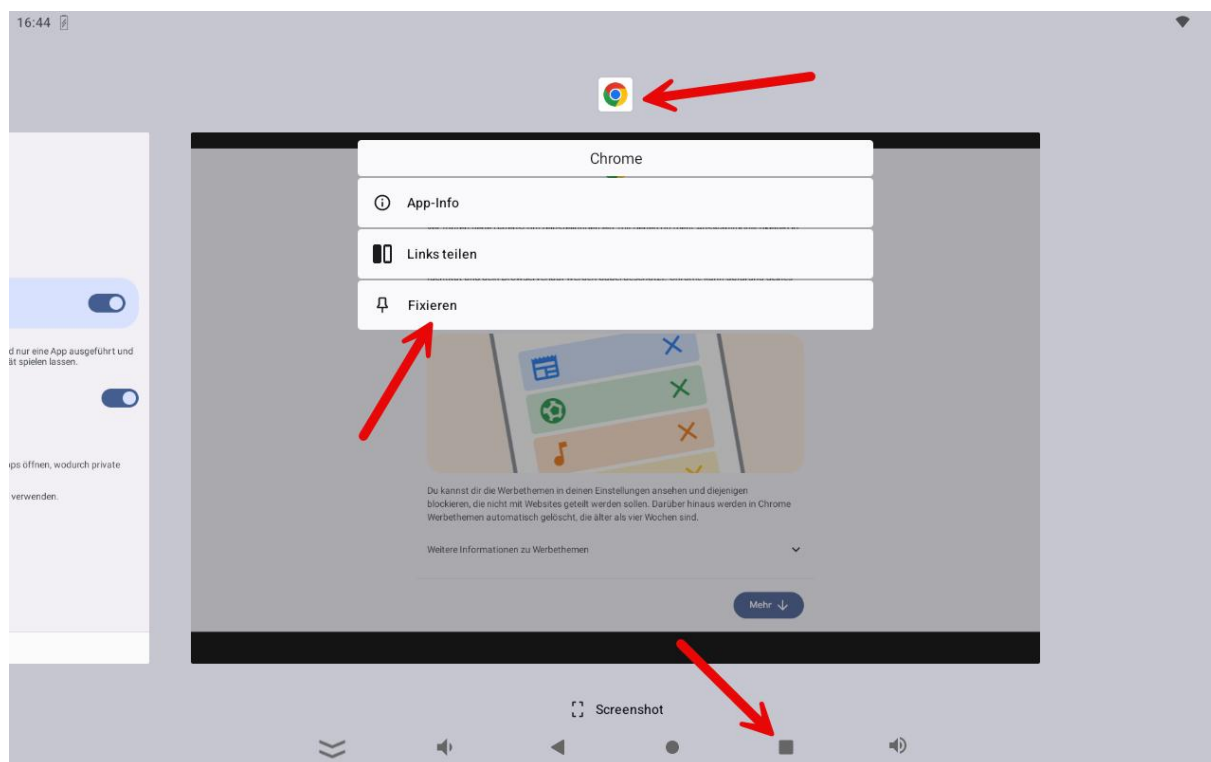 16:44
Chrome
App-Info
Links teilen
Fixieren
d nur eine App ausgeführt und
ät spielen lassen.
ps öffnen, wodurch private
verwenden.
Du kannst dir die Werbethemen in deinen Einstellungen ansehen und diejenigen
blockieren, die nicht mit Websites geteilt werden sollen. Darüber hinaus werden in Chrome
Werbethemen automatisch gelöscht, die älter als vier Wochen sind.
Weitere Informationen zu Werbethemen
Mehr
Screenshot